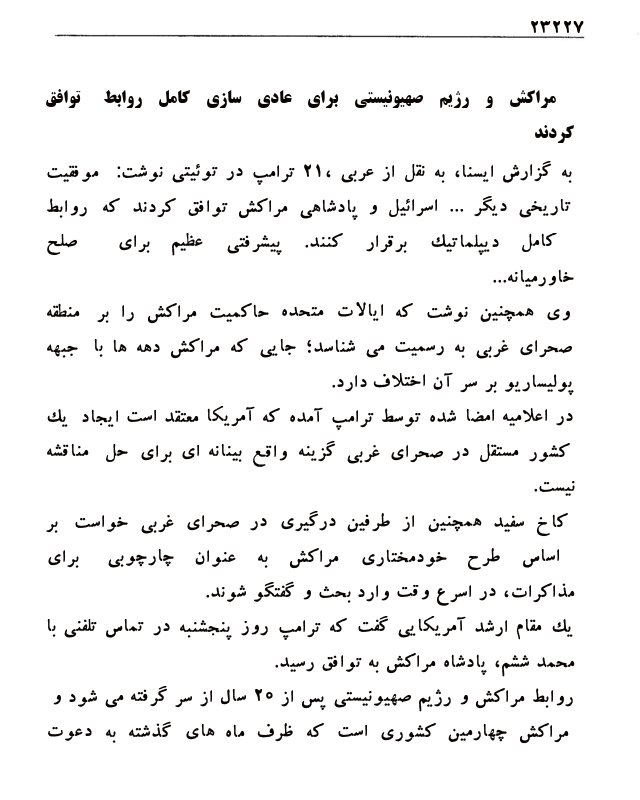 ۲۳۲۲۷
مراکش و رژیم صهیونیستی برای عادی سازی کامل روابط توافق
کردند
به گزارش ایسنا، به نقل از عربی ،۲۱ ترامپ در توئیتی نوشت: موفقیت
تاریخی دیگر ... اسرائیل و پادشاهی مراکش توافق کردند که روابط
کامل دیپلماتیك برقرار کنند. پیشرفتی عظیم برای صلح
خاورمیانه...
وی همچنین نوشت که ایالات متحده حاکمیت مراکش را بر منطقه
صحرای غربی به رسمیت می شناسد؛ جایی که مراکش دهه ها با جبهه
پولیساریو بر سر آن اختلاف دارد.
در اعلامیه امضا شده توسط ترامپ آمده که آمریکا معتقد است ایجاد یك
کشور مستقل در صحرای غربی گزینه واقع بینانه ای برای حل مناقشه
نیست.
کاخ سفید همچنین از طرفین درگیری در صحرای غربی خواست بر
اساس طرح خودمختاری مراکش به عنوان چارچوبی برای
مذاکرات، در اسرع وقت وارد بحث و گفتگو شوند.
یك مقام ارشد آمریکایی گفت که ترامپ روز پنجشنبه در تماس تلفنی با
محمد ششم، پادشاه مراکش به توافق رسید.
روابط مراکش و رژیم صهیونیستی پس از ۲۵ سال از سر گرفته می شود و
مراکش چهارمین کشوری است که ظرف ماه های گذشته به دعوت